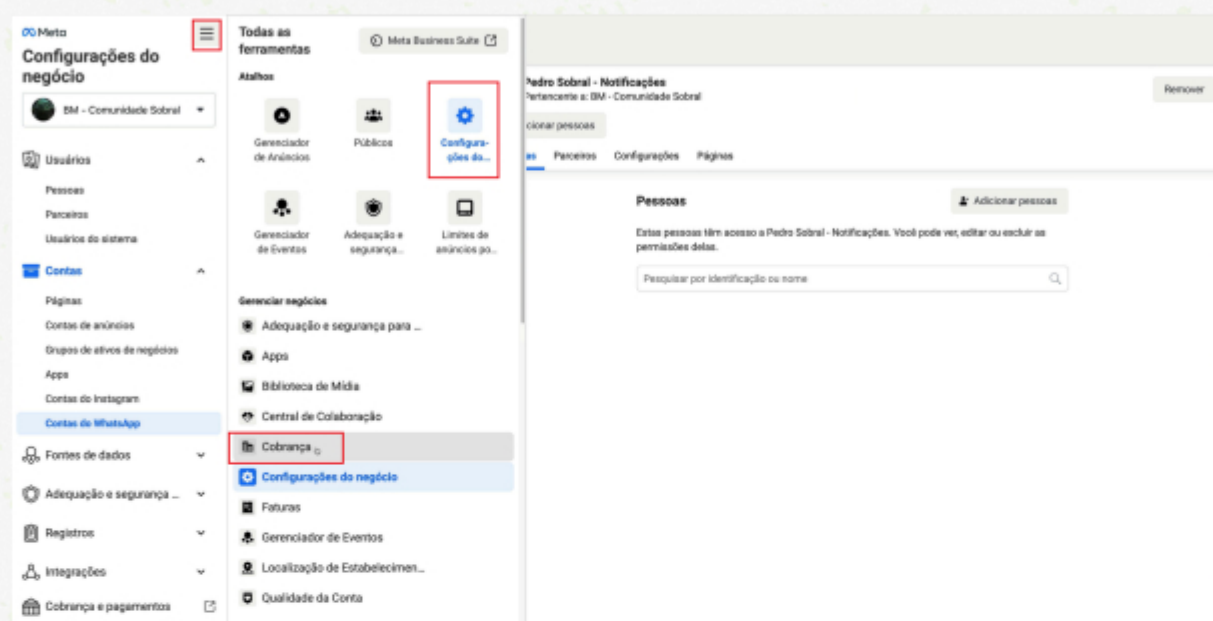 Meta
Configurações do
negócio
BM - Comunidade Sobral
Usuários
Pessoas
Parceiros
Usuários do sistema
Contas
Páginas
Contas de anúncios
Grupos de ativos de negócios
Apps
Contas do Instagram
Contas do WhatsApp
Fontes de dados
Adequação e segurança ...
Registros
Integrações
Cobrança e pagamentos
Todas as
ferramentas
Meta Business Suite
Atalhos
Gerenciador
de Anúncios
Públicos
Configura-
ções do...
Gerenciador
de Eventos
Adequação e
segurança...
Limites de
anúncios po...
Gerenciar negócios
Adequação e segurança para ...
Apps
Biblioteca de Mídia
Central de Colaboração
Cobrança
Configurações do negócio
Faturas
Gerenciador de Eventos
Localização de Estabelecimen...
Qualidade da Conta
Pedro Sobral - Notificações
Pertencente a: BM - Comunidade Sobral
Remover
cionar pessoas
as Parceiros Configurações Páginas
Pessoas
Adicionar pessoas
Estas pessoas têm acesso a Pedro Sobral - Notificações. Você pode ver, editar ou excluir as
permissões delas.
Pesquisar por identificação ou nome